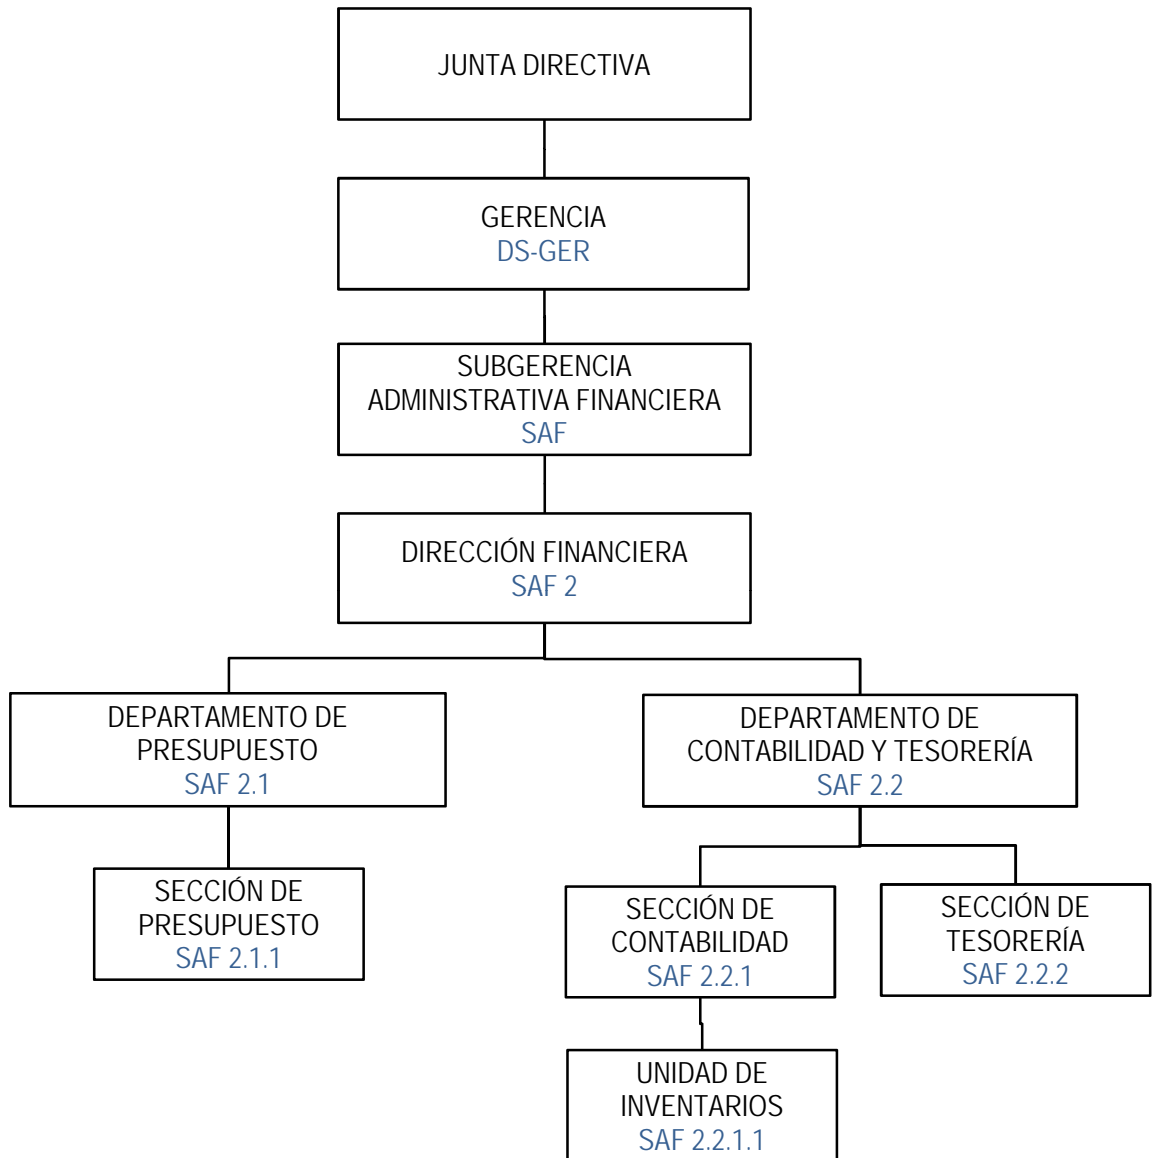 JUNTA DIRECTIVA
GERENCIA
DS-GER
SUBGERENCIA
ADMINISTRATIVA FINANCIERA
SAF
DIRECCIÓN FINANCIERA
SAF 2
DEPARTAMENTO DE
PRESUPUESTO
SAF 2.1
DEPARTAMENTO DE
CONTABILIDAD Y TESORERÍA
SAF 2.2
SECCIÓN DE
PRESUPUESTO
SAF 2.1.1
SECCIÓN DE
CONTABILIDAD
SAF 2.2.1
SECCIÓN DE
TESORERÍA
SAF 2.2.2
UNIDAD DE
INVENTARIOS
SAF 2.2.1.1